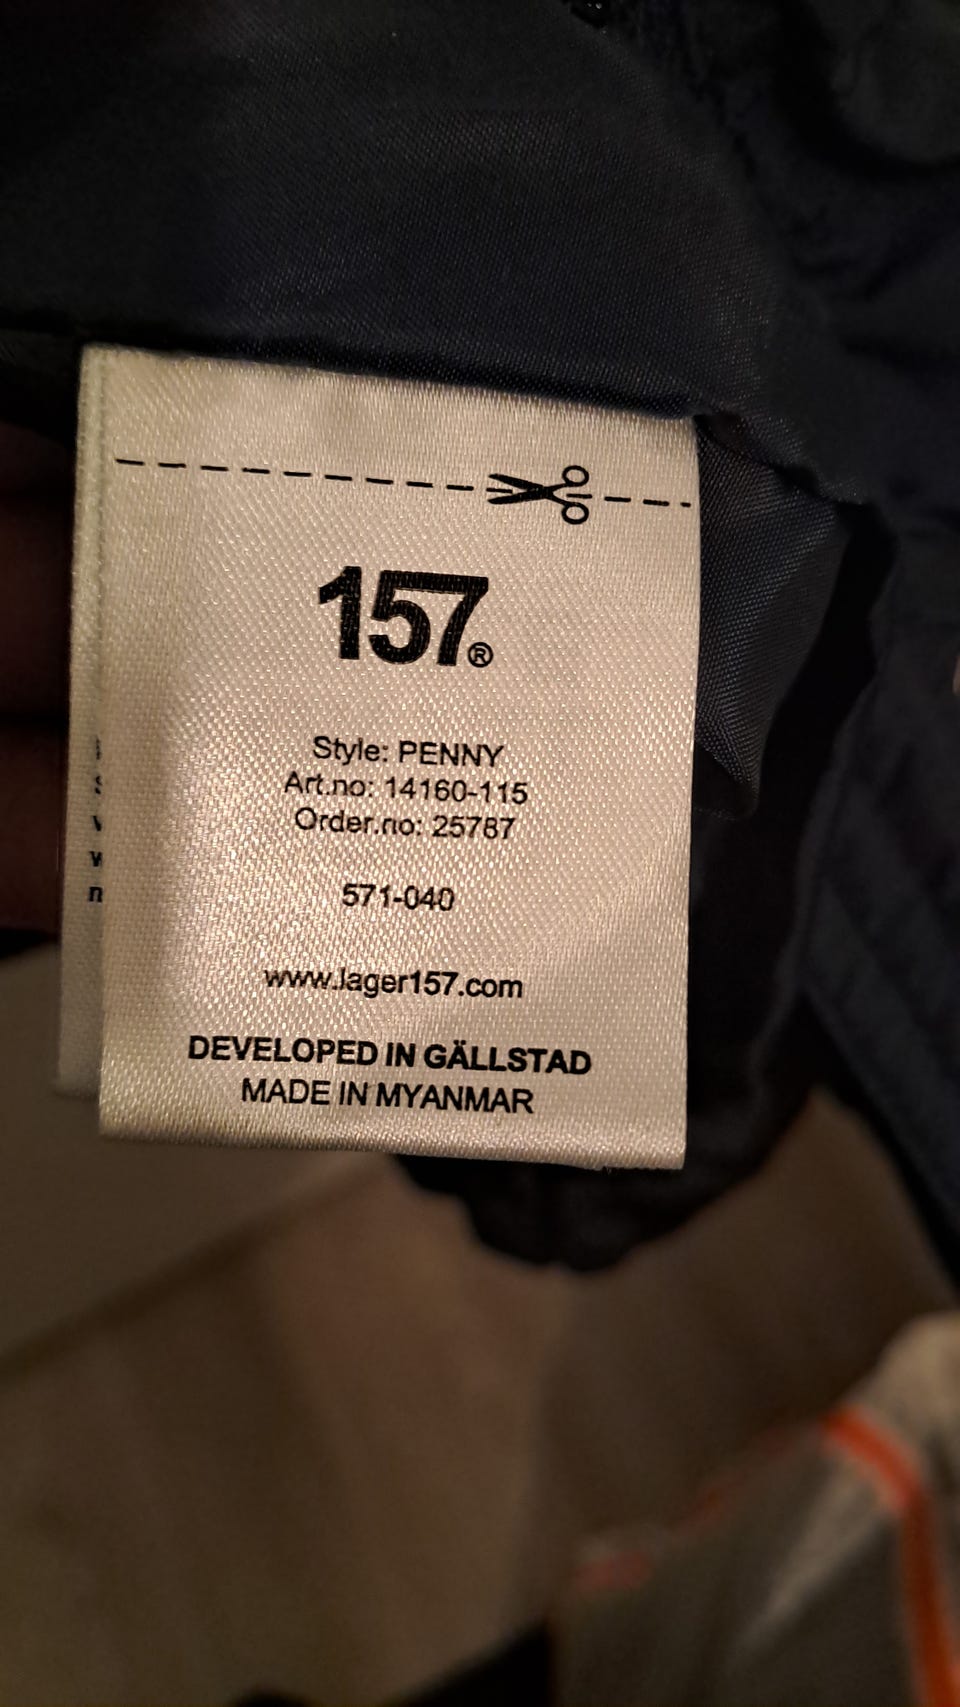 157®
Style: PENNY
Art.no: 14160-115
Order.no: 25787
571-040
www.lager157.com
DEVELOPED IN GÄLLSTAD
MADE IN MYANMAR